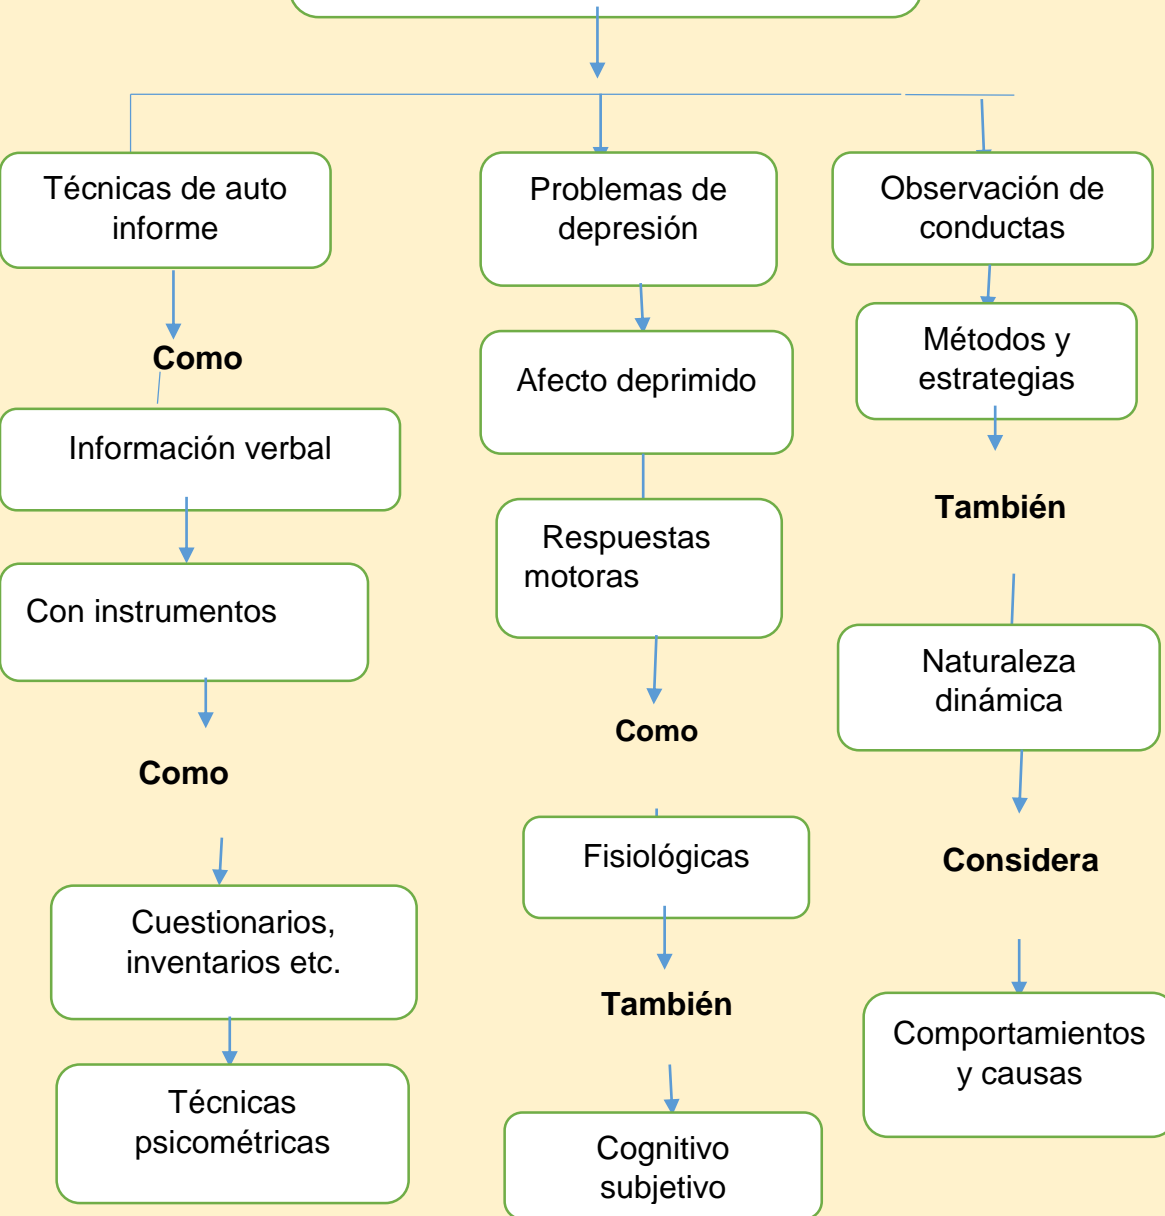 Técnicas de auto
informe
Como
Información verbal
Con instrumentos
Como
Cuestionarios,
inventarios etc.
Técnicas
psicométricas
Problemas de
depresión
Afecto deprimido
Respuestas
motoras
Como
Fisiológicas
También
Cognitivo
subjetivo
Observación de
conductas
Métodos y
estrategias
También
Naturaleza
dinámica
Considera
Comportamientos
y causas